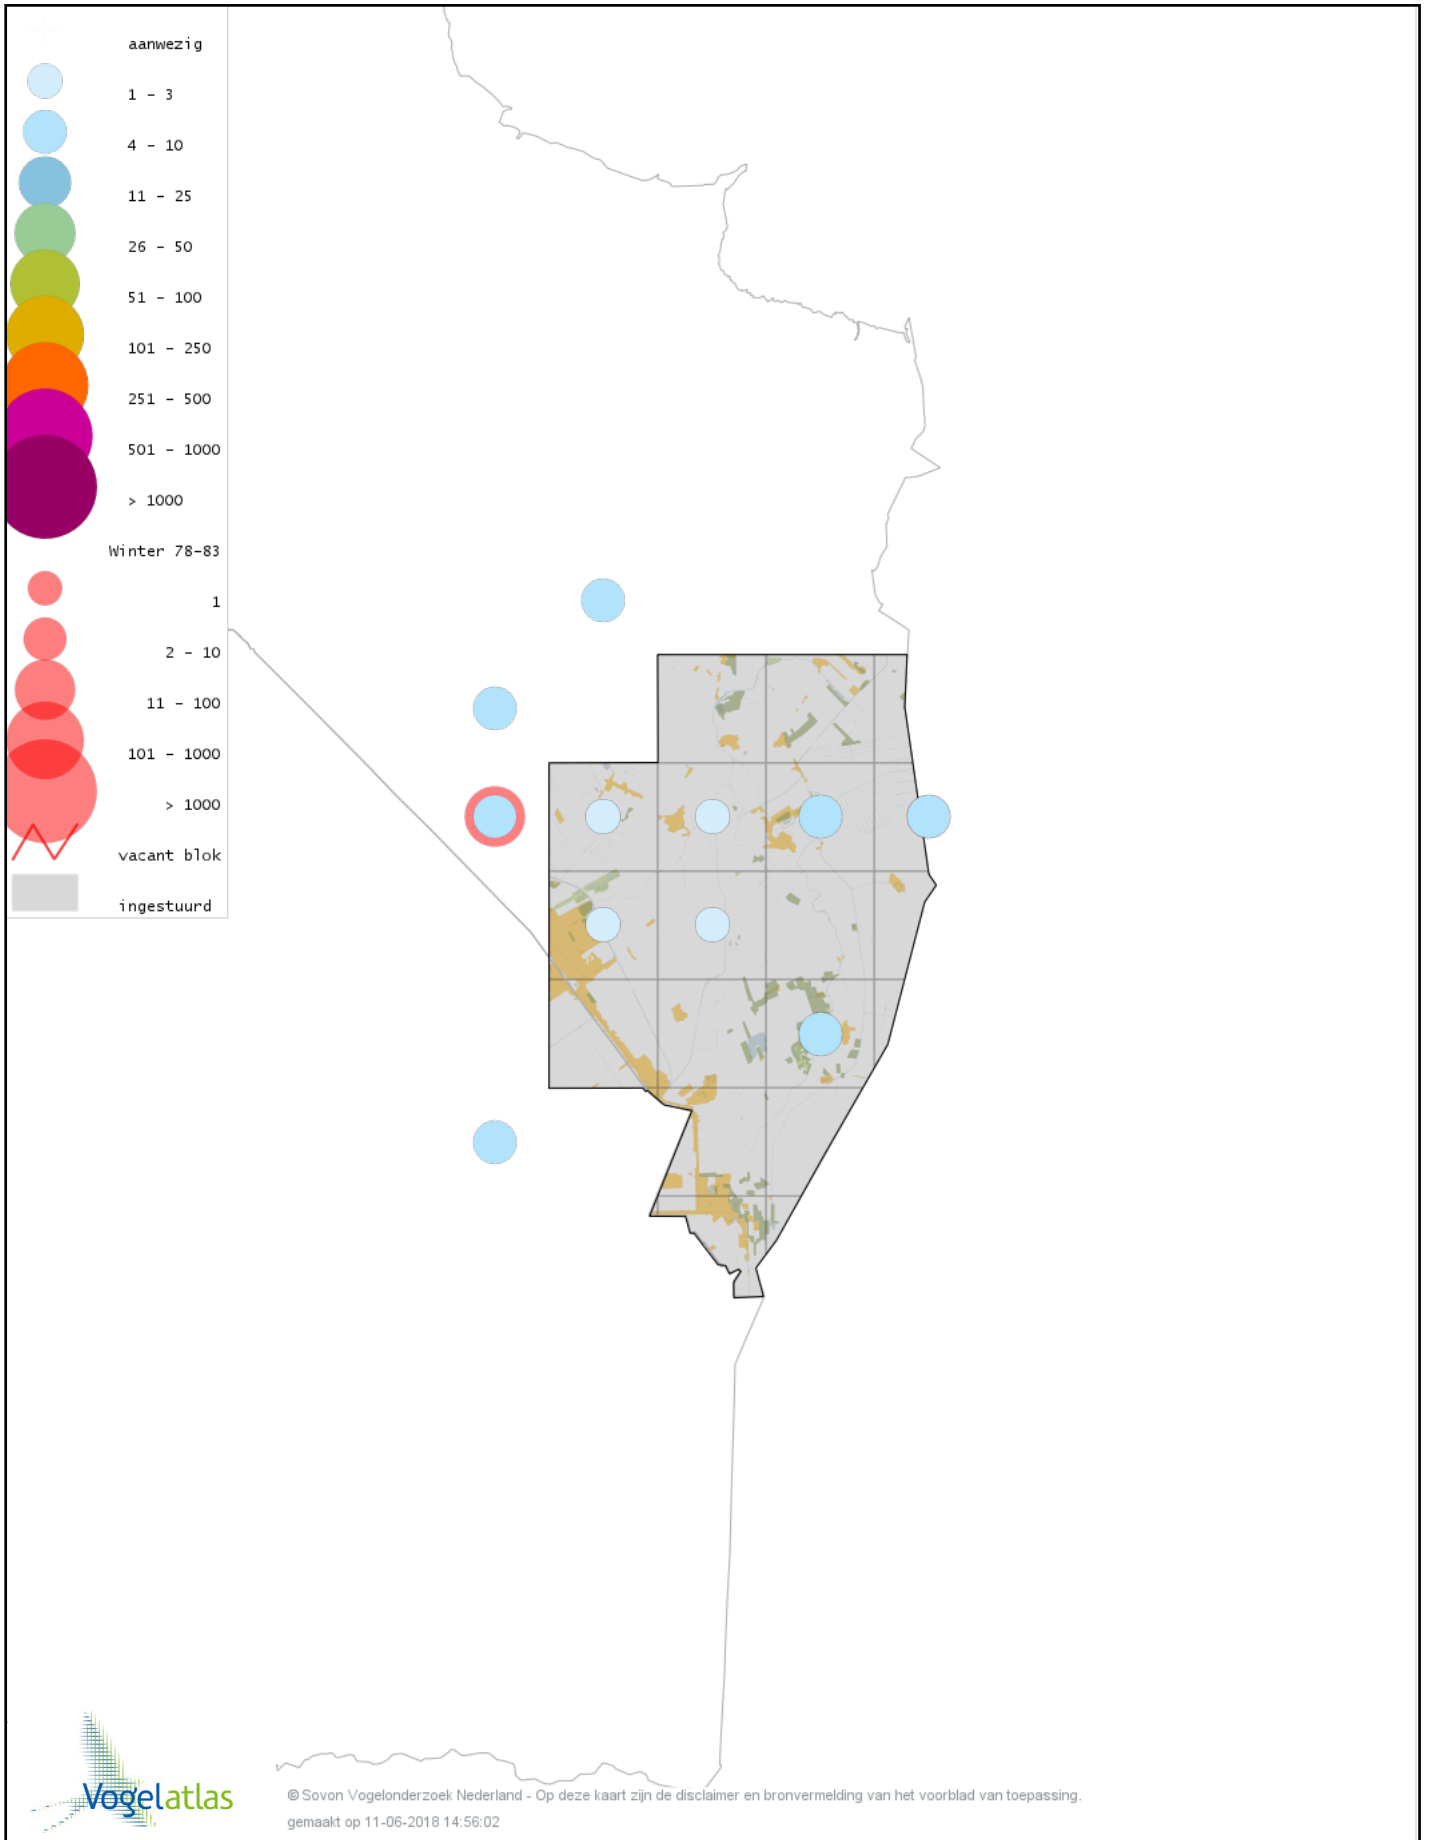 aanwezig
1 - 3
4 - 10
11 - 25
26 - 50
51 - 100
101 - 250
251 - 500
501 - 1000
> 1000
Winter 78-83
1
2 - 10
11 - 100
101 - 1000
> 1000
vacant blok
ingestuurd
Vogelatlas
© Sovon Vogelonderzoek Nederland - Op deze kaart zijn de disclaimer en bronvermelding van het voorblad van toepassing.
gemaakt op 11-06-2018 14:56:02